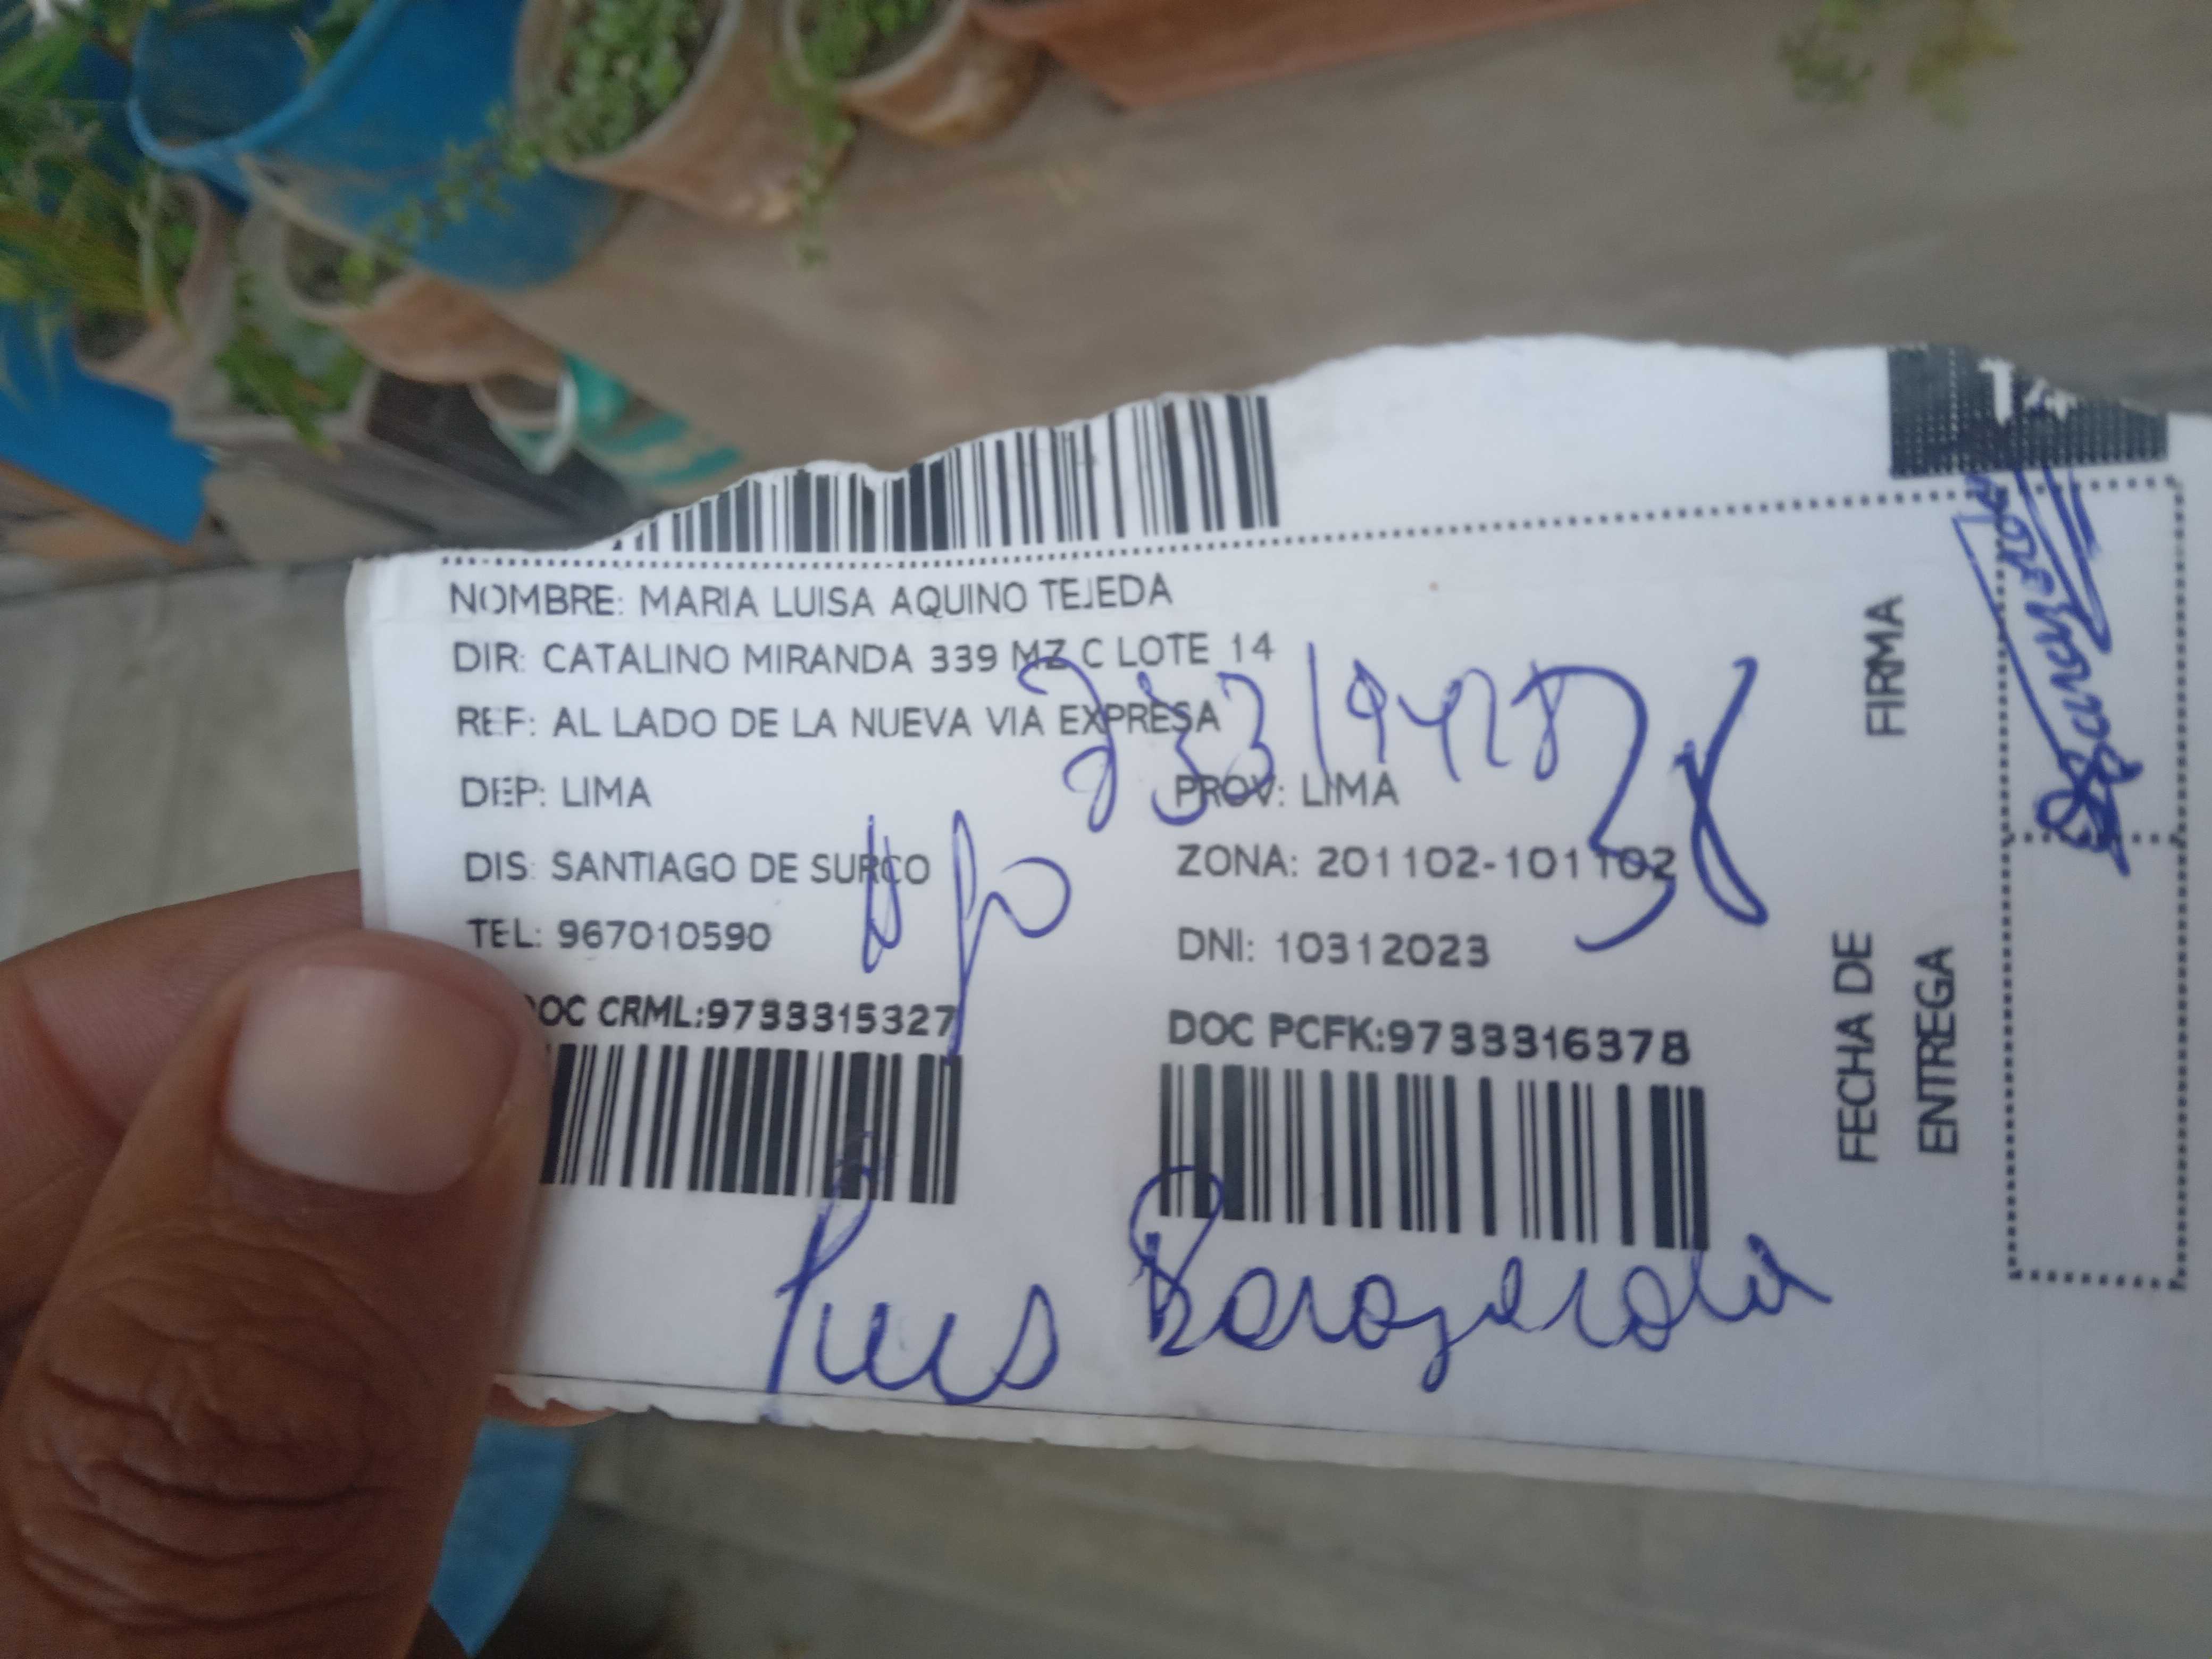 NOMBRE: MARIA LUISA AQUINO TEJEDA
DIR: CATALINO MIRANDA 339 MZ C LOTE 14
REF: AL LADO DE LA NUEVA VIA EXPRESA
DEP: LIMA PROV: LIMA
DIS: SANTIAGO DE SURCO ZONA: 201102-101102
TEL: 967010590 DNI: 10312023
DOC CRML:9733315327 DOC PCFK:9733316378
Luis
FIRMA
FECHA DE
ENTREGA